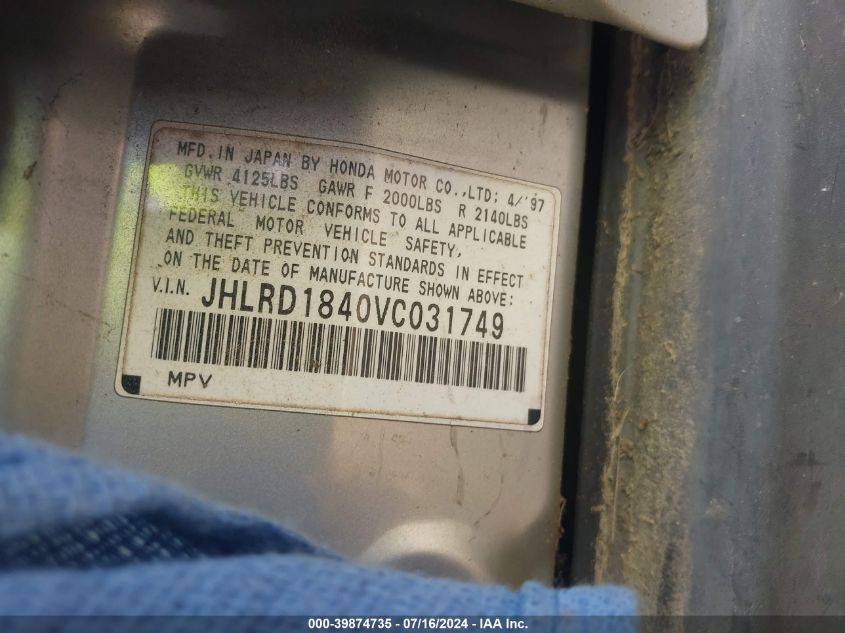 MFD. IN JAPAN BY HONDA MOTOR CO.,LTD; 4/'97
GVWR 4125LBS GAWR F 2000LBS R 2140LBS
THIS VEHICLE CONFORMS TO ALL APPLICABLE
FEDERAL MOTOR VEHICLE SAFETY,
AND THEFT PREVENTION STANDARDS IN EFFECT
ON THE DATE OF MANUFACTURE SHOWN ABOVE:
V.I.N. JHLRD1840VC031749
MPV
000-39874735 - 07/16/2024 - IAA Inc.